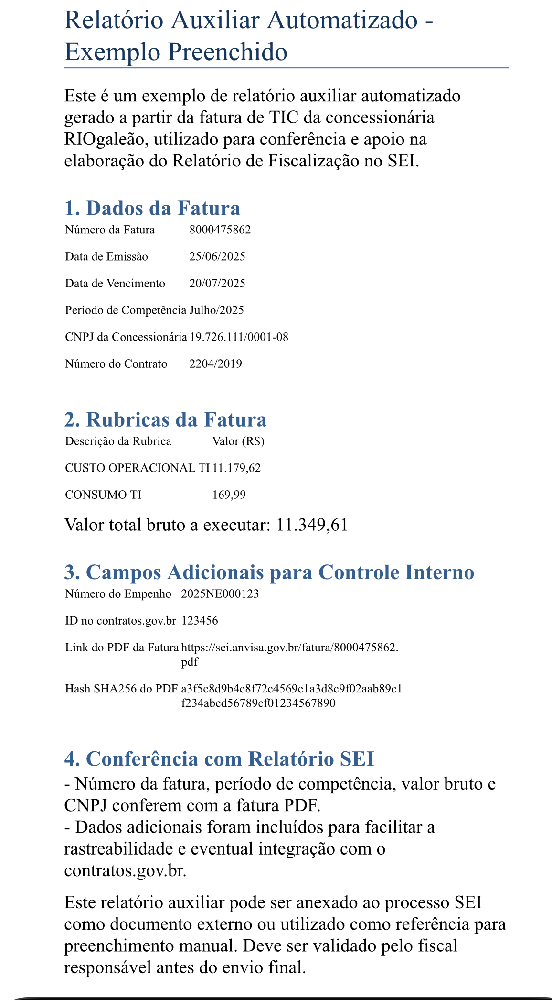 Relatório Auxiliar Automatizado -
Exemplo Preenchido
Este é um exemplo de relatório auxiliar automatizado
gerado a partir da fatura de TIC da concessionária
RIOgaleão, utilizado para conferência e apoio na
elaboração do Relatório de Fiscalização no SEI.
1. Dados da Fatura
Número da Fatura 8000475862
Data de Emissão 25/06/2025
Data de Vencimento 20/07/2025
Período de Competência Julho/2025
CNPJ da Concessionária 19.726.111/0001-08
Número do Contrato 2204/2019
2. Rubricas da Fatura
Descrição da Rubrica Valor (R$)
CUSTO OPERACIONAL TI 11.179,62
CONSUMO TI 169,99
Valor total bruto a executar: 11.349,61
3. Campos Adicionais para Controle Interno
Número do Empenho 2025NE000123
ID no contratos.gov.br 123456
Link do PDF da Fatura https://sei.anvisa.gov.br/fatura/8000475862.
pdf
Hash SHA256 do PDF a3f5c8d9b4e8f72c4569e1a3d8c9f02aab89c1
f234abcd56789ef01234567890
4. Conferência com Relatório SEI
- Número da fatura, período de competência, valor bruto e
CNPJ conferem com a fatura PDF.
- Dados adicionais foram incluídos para facilitar a
rastreabilidade e eventual integração com o
contratos.gov.br.
Este relatório auxiliar pode ser anexado ao processo SEI
como documento externo ou utilizado como referência para
preenchimento manual. Deve ser validado pelo fiscal
responsável antes do envio final.